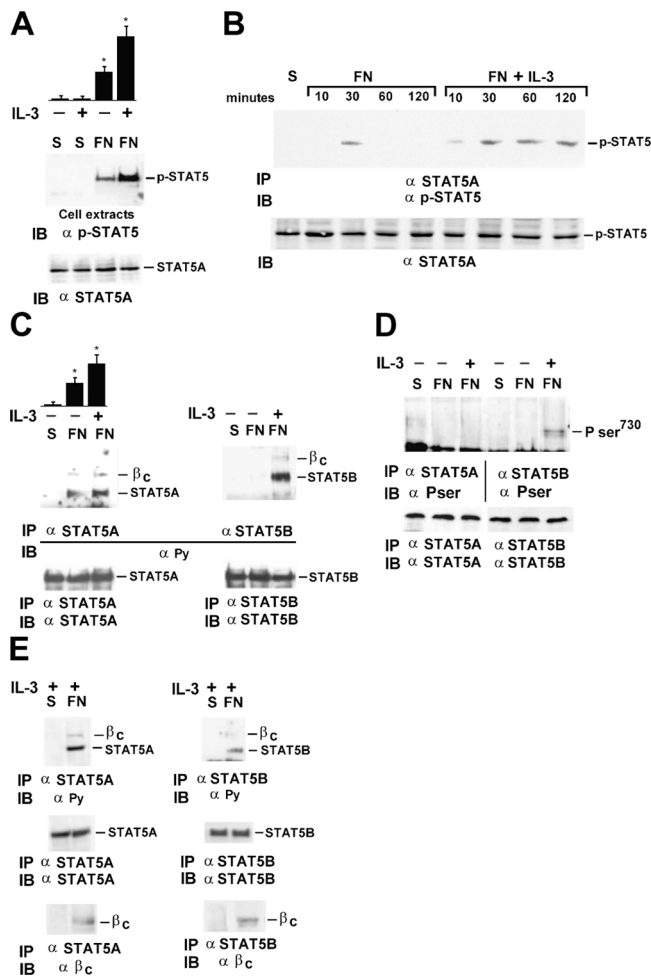 A
*
*
IL-3 – + – +
S S FN FN
p-STAT5
Cell extracts
IB α p-STAT5
STAT5A
IB α STAT5A
B
S FN FN + IL-3
minutes 10 30 60 120 10 30 60 120
p-STAT5
IP α STAT5A
IB α p-STAT5
p-STAT5
IB α STAT5A
C
*
*
IL-3 – – +
S FN FN
βc
STAT5A
IP α STAT5A
IB α Py
STAT5A
IP α STAT5A
IB α STAT5A
IL-3 – – +
S FN FN
βc
STAT5B
α STAT5B
STAT5B
IP α STAT5B
IB α STAT5B
D
IL-3 – – + – – +
S FN FN S FN FN
P ser730
IP α STAT5A α STAT5B
IB α Pser α Pser
IP α STAT5A α STAT5B
IB α STAT5A α STAT5B
E
IL-3 + +
S FN
βc
STAT5A
IP α STAT5A
IB α Py
STAT5A
IP α STAT5A
IB α STAT5A
βc
IP α STAT5A
IB α βc
IL-3 + +
S FN
βc
STAT5B
IP α STAT5B
IB α Py
STAT5B
IP α STAT5B
IB α STAT5B
βc
IP α STAT5B
IB α βc